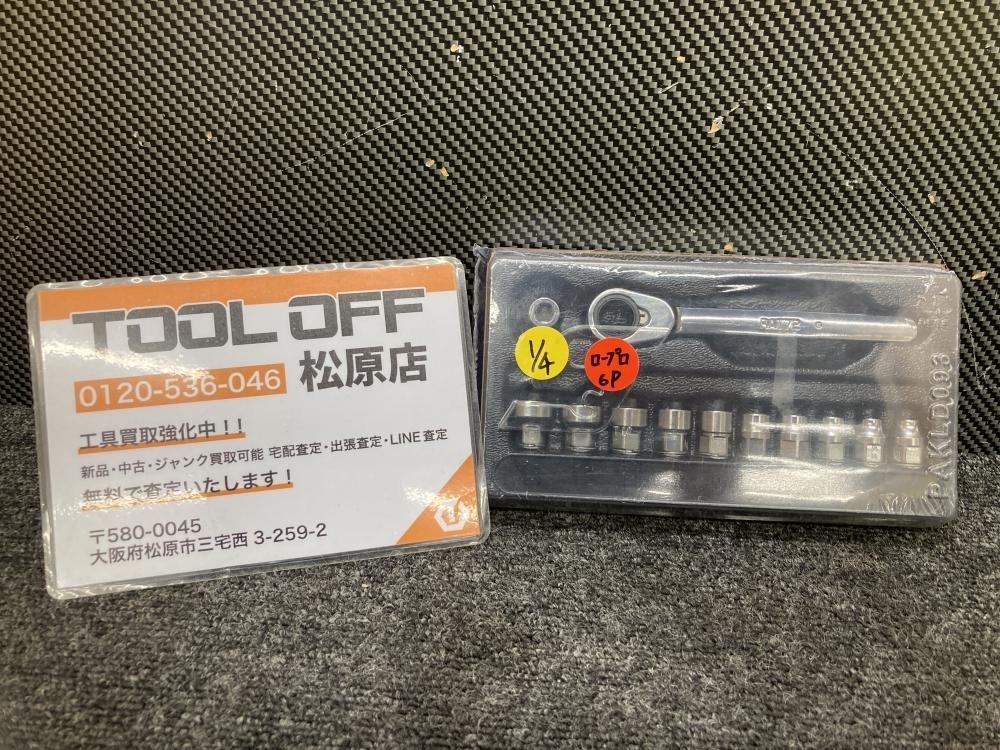 TOOL OFF
0120-536-046 松原店
工具買取強化中！！
新品・中古・ジャンク買取可能 宅配査定・出張査定・LINE査定
無料で査定いたします！
〒580-0045
大阪府松原市三宅西 3-259-2
1/4
ロープロ
6P
PAKLD093